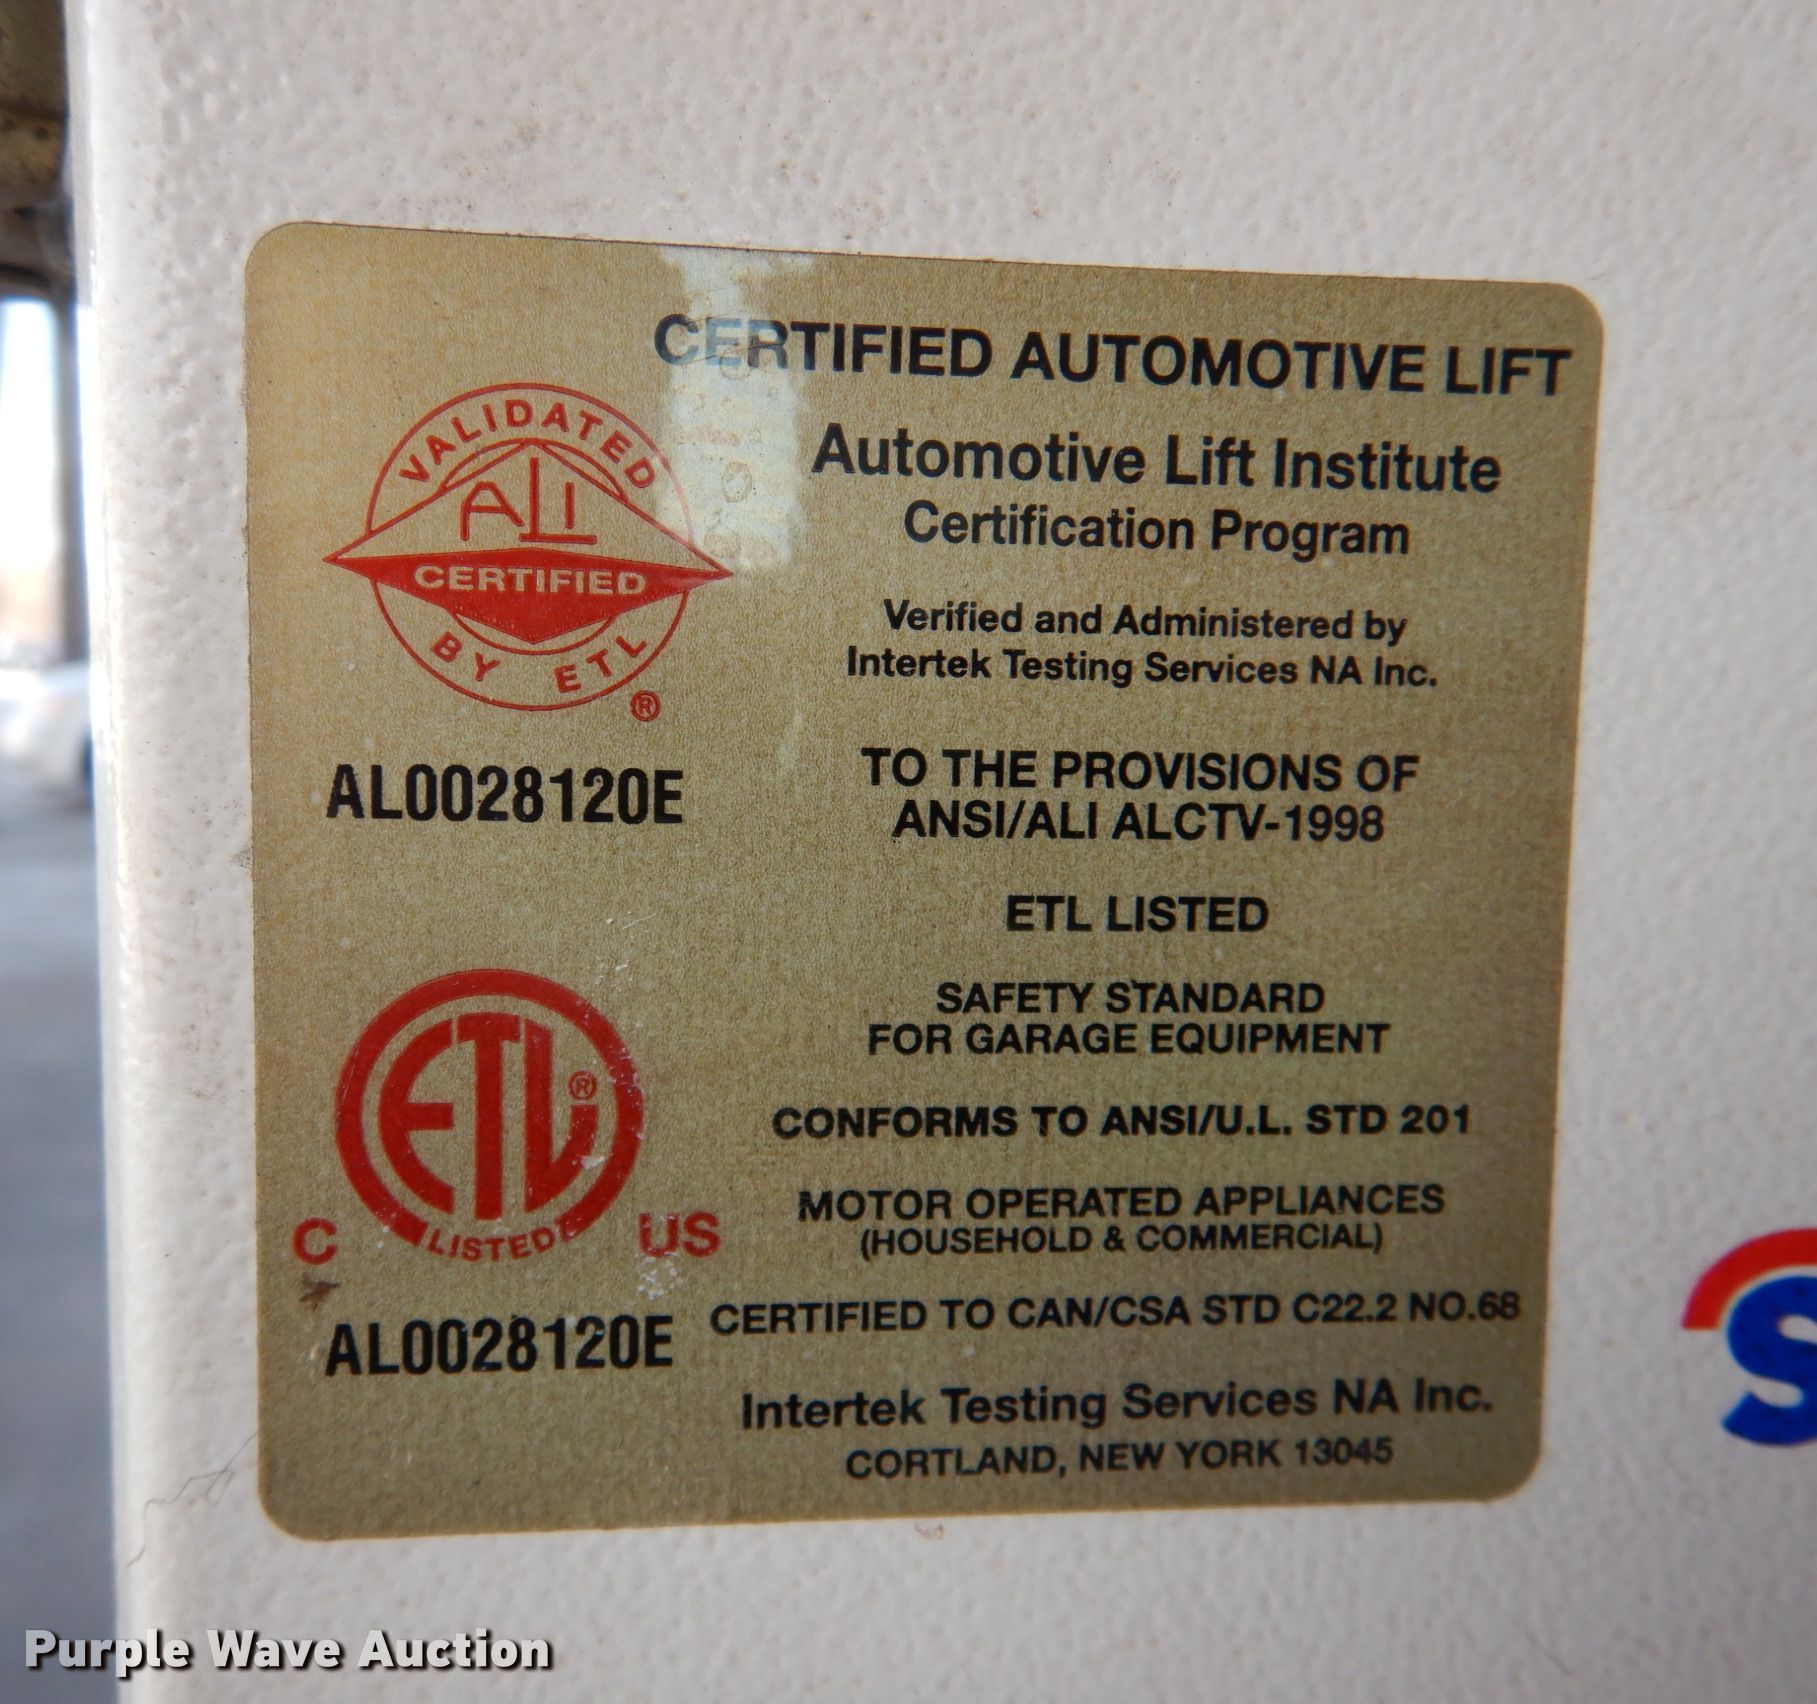 CERTIFIED AUTOMOTIVE LIFT
VALIDATED
ALI
CERTIFIED
BY ETL
®
AL0028120E
Automotive Lift Institute
Certification Program
Verified and Administered by
Intertek Testing Services NA Inc.
TO THE PROVISIONS OF
ANSI/ALI ALCTV-1998
ETL LISTED
SAFETY STANDARD
FOR GARAGE EQUIPMENT
CONFORMS TO ANSI/U.L. STD 201
MOTOR OPERATED APPLIANCES
(HOUSEHOLD & COMMERCIAL)
CERTIFIED TO CAN/CSA STD C22.2 NO.68
Intertek Testing Services NA Inc.
CORTLAND, NEW YORK 13045
ETL ®
LISTED
C US
AL0028120E
S
Purple Wave Auction